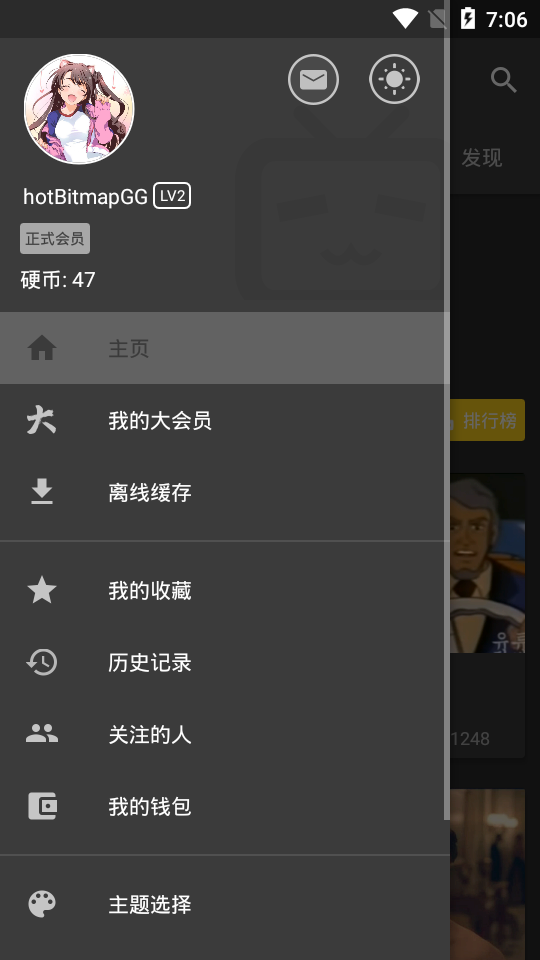 7:06
发现
hotBitmapGG LV2
正式会员
硬币: 47
主页
大 我的大会员
排行榜
离线缓存
我的收藏
历史记录
关注的人
1248
我的钱包
主题选择